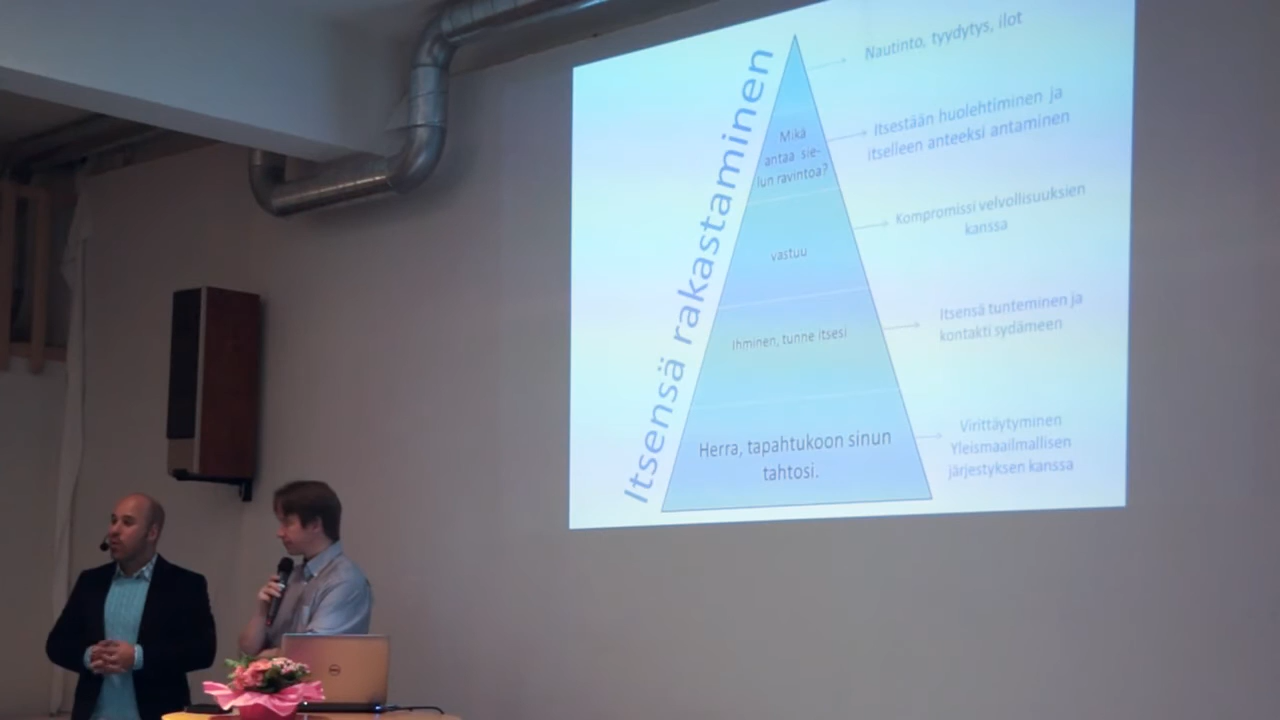 Itsensä rakastaminen
Nautinto, tyydytys, ilot
Mikä
antaa sie-
lun ravintoa?
Itsestään huolehtiminen ja
itselleen anteeksi antaminen
vastuu
Kompromissi velvollisuuksien
kanssa
Ihminen, tunne itsesi
Itsensä tunteminen ja
kontakti sydämeen
Herra, tapahtukoon sinun
tahtosi.
Virittäytyminen
Yleismaailmallisen
järjestyksen kanssa
DELL